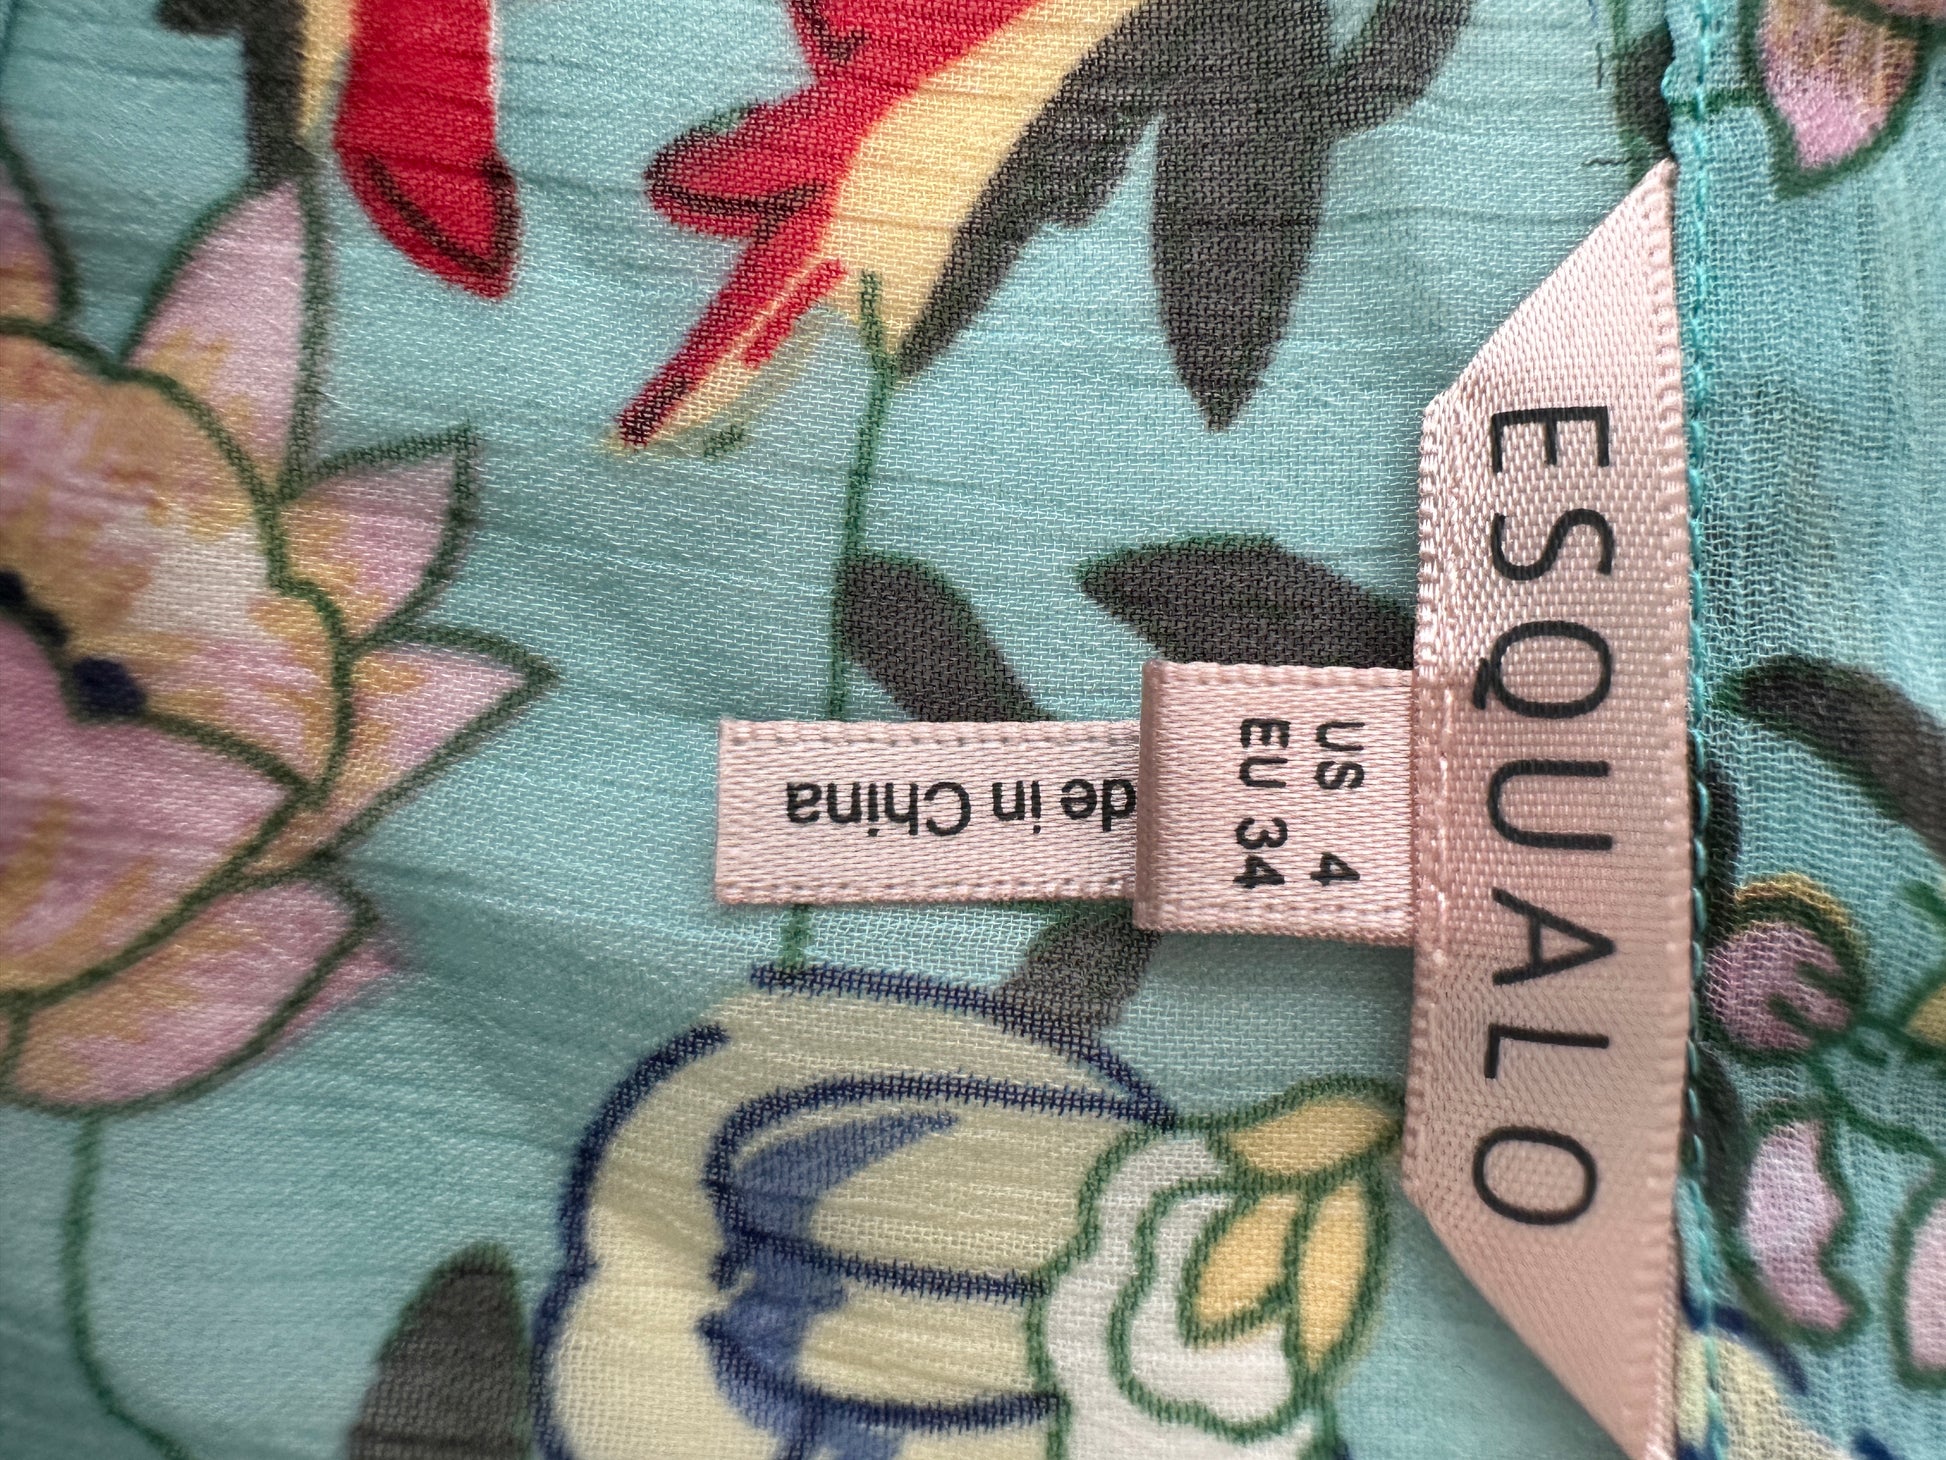 ESQUALO
US 4
EU 34
de in China